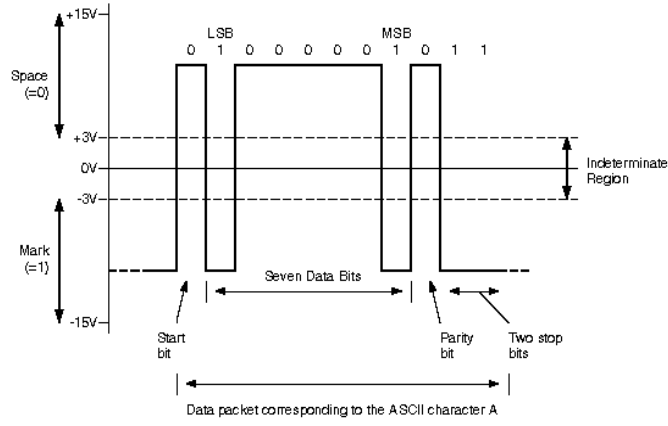 +15V
LSB MSB
0 1 0 0 0 0 0 1 0 1 1
Space
(=0)
+3V
0V
Indeterminate
Region
-3V
Mark
(=1)
Seven Data Bits
-15V
Start
bit
Parity
bit
Two stop
bits
Data packet corresponding to the ASCII character A